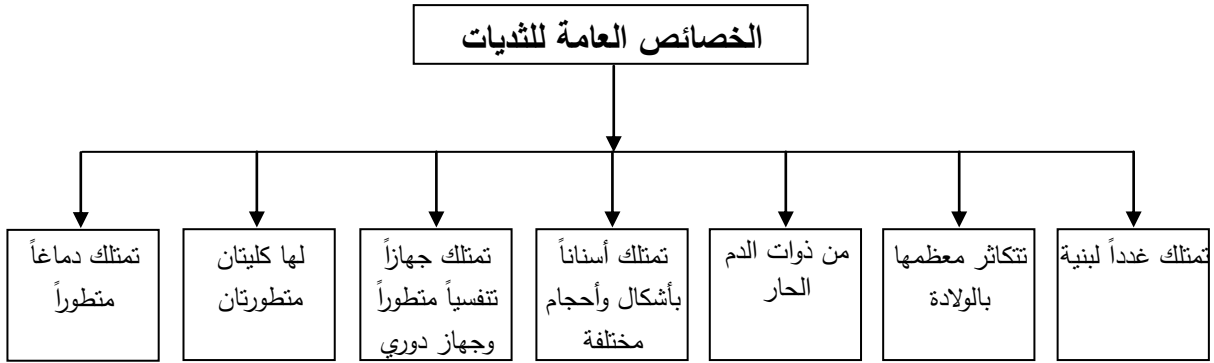 الخصائص العامة للثديات
تمتلك غدداً لبنية
تتكاثر معظمها
بالولادة
من ذوات الدم
الحار
تمتلك أسناناً
بأشكال وأحجام
مختلفة
تمتلك جهازاً
تنفسياً متطوراً
وجهاز دوري
لها كليتان
متطورتان
تمتلك دماغاً
متطوراً